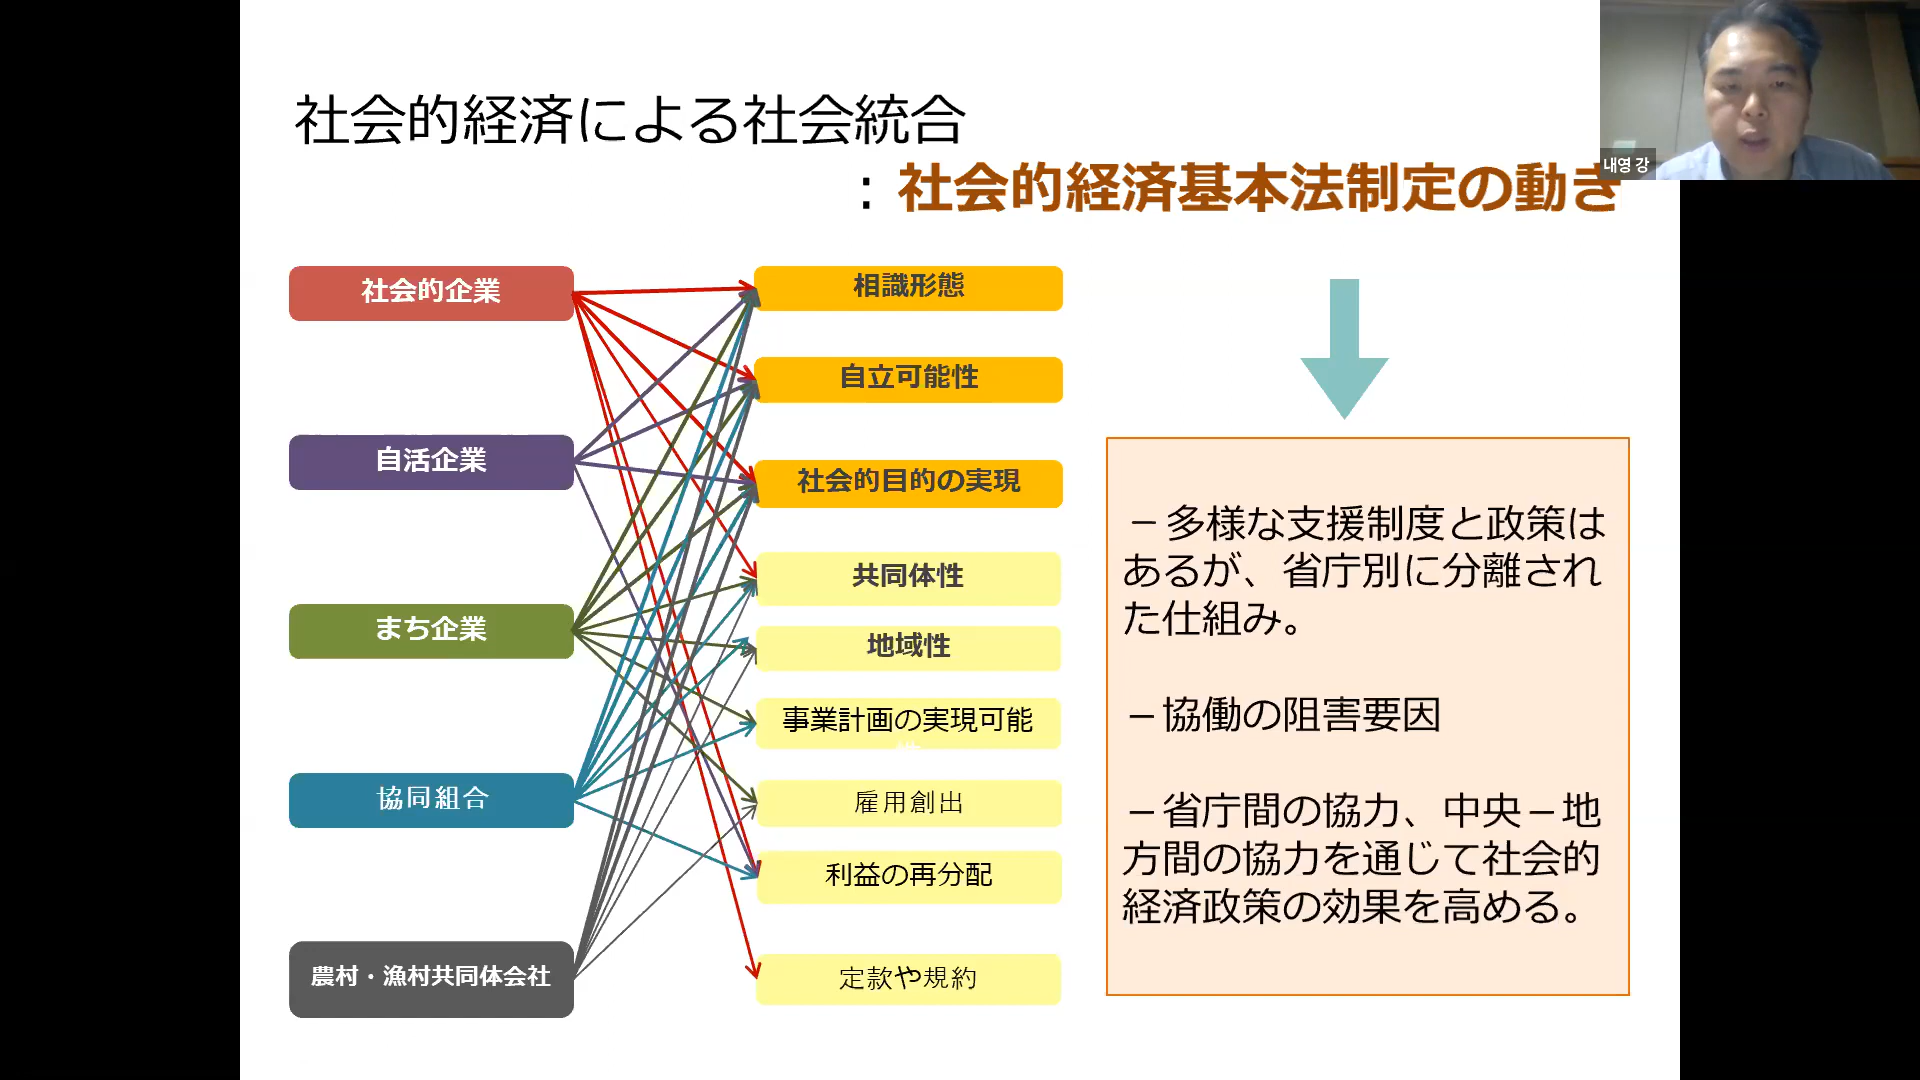 社会的経済による社会統合
：社会的経済基本法制定の動き
내영 강
社会的企業
自活企業
まち企業
協同組合
農村・漁村共同体会社
相識形態
自立可能性
社会的目的の実現
共同体性
地域性
事業計画の実現可能
雇用創出
利益の再分配
定款や規約
－多様な支援制度と政策は
あるが、省庁別に分離され
た仕組み。
－協働の阻害要因
－省庁間の協力、中央－地
方間の協力を通じて社会的
経済政策の効果を高める。